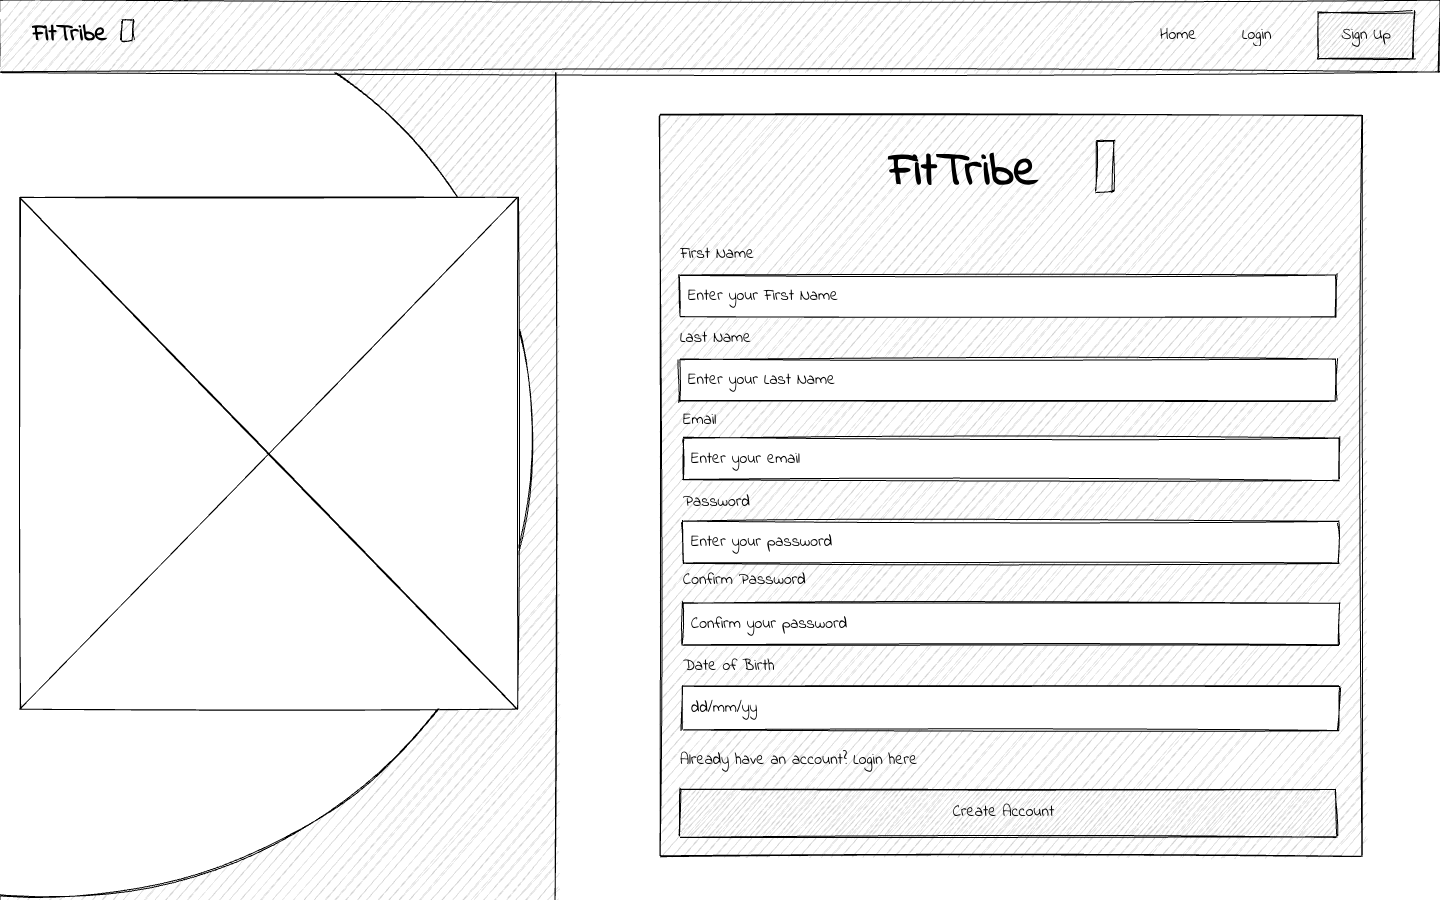 FitTribe
Home Login Sign Up
FitTribe
First Name
Enter your First Name
Last Name
Enter your Last Name
Email
Enter your email
Password
Enter your password
Confirm Password
Confirm your password
Date of Birth
dd/mm/yy
Already have an account? Login here
Create Account